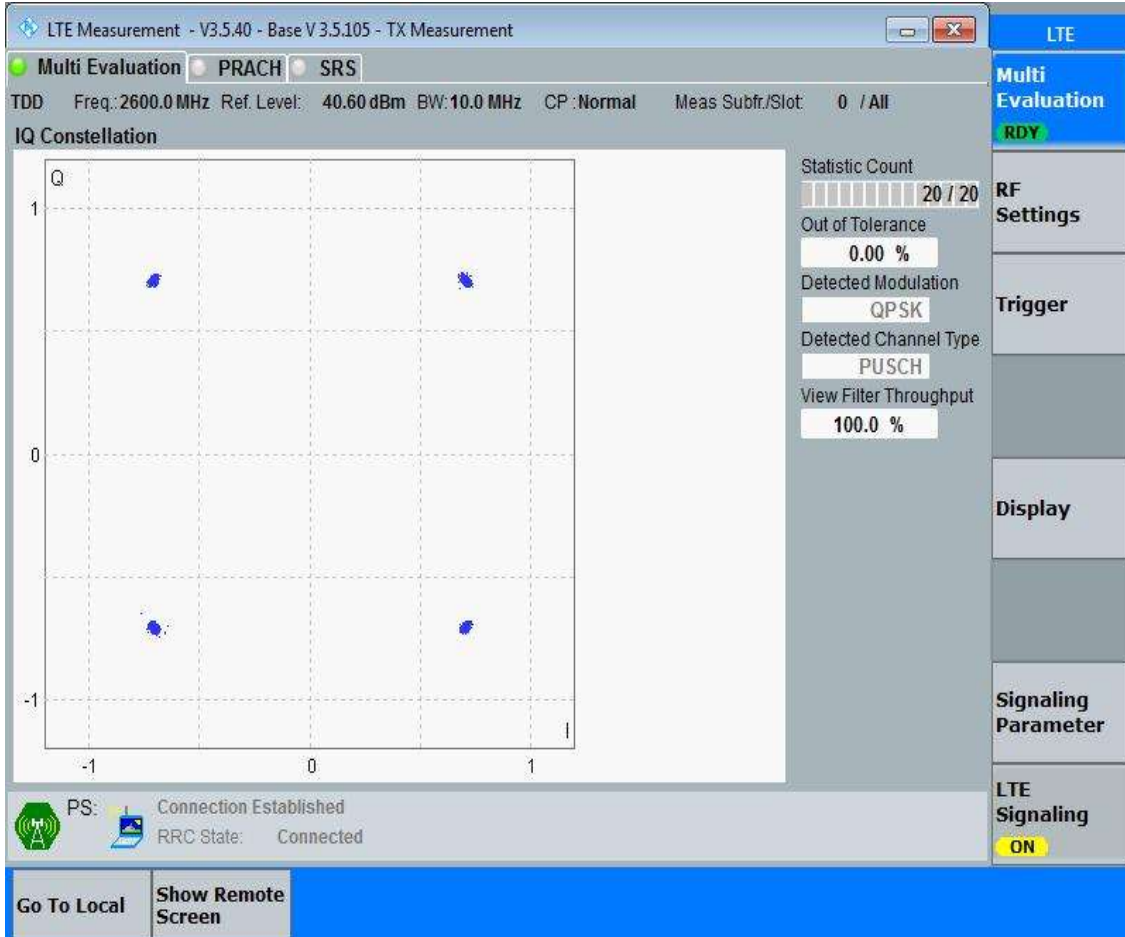 LTE Measurement - V3.5.40 - Base V 3.5.105 - TX Measurement
LTE
Multi Evaluation PRACH SRS
TDD Freq.: 2600.0 MHz Ref. Level: 40.60 dBm BW: 10.0 MHz CP : Normal Meas Subfr./Slot: 0 / All
IQ Constellation
Q
1
0
-1
I
-1 0 1
Statistic Count
20 / 20
Out of Tolerance
0.00 %
Detected Modulation
QPSK
Detected Channel Type
PUSCH
View Filter Throughput
100.0 %
Multi
Evaluation
RDY
RF
Settings
Trigger
Display
Signaling
Parameter
LTE
Signaling
ON
PS: Connection Established
RRC State: Connected
Go To Local
Show Remote
Screen